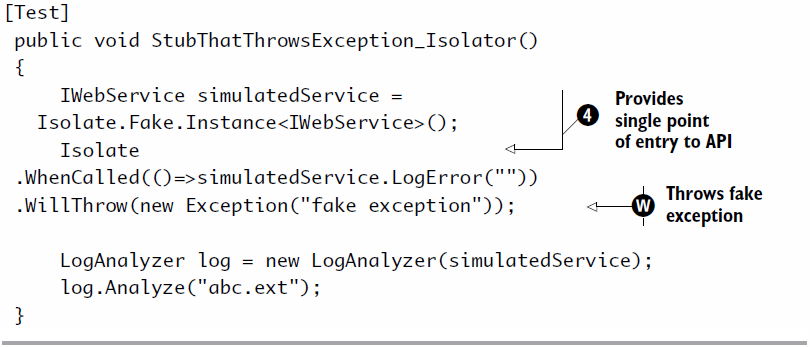 [Test]
public void StubThatThrowsException_Isolator()
{
IWebService simulatedService =
Isolate.Fake.Instance<IWebService>();
Isolate
.WhenCalled(()=>simulatedService.LogError(""))
.WillThrow(new Exception("fake exception"));
LogAnalyzer log = new LogAnalyzer(simulatedService);
log.Analyze("abc.ext");
}
4 Provides
single point
of entry to API
W Throws fake
exception